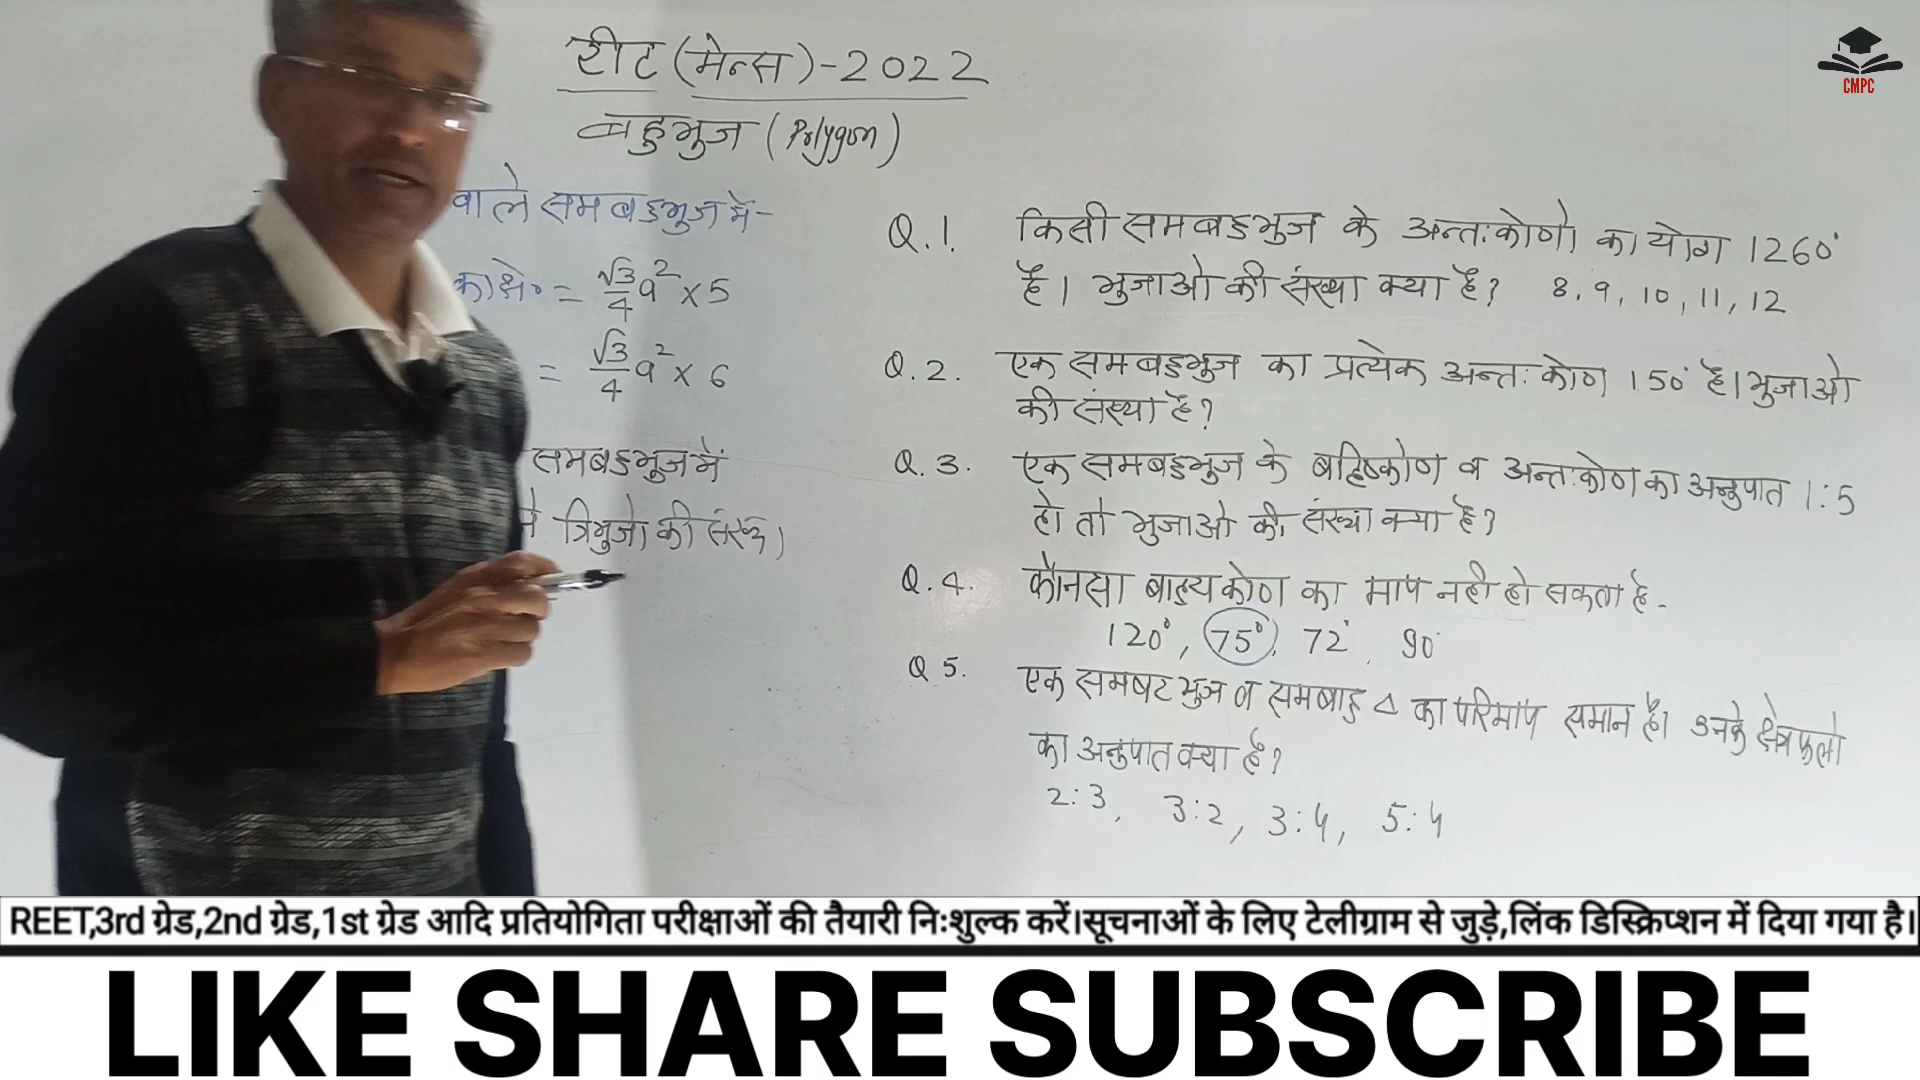 रीट (मेन्स) - 2022
बहुभुज (Polygon)
वाले समबहुभुज में -
का क्षे० = √3/4 a² × 5
= √3/4 a² × 6
समबहुभुज में
त्रिभुजो की संख्या
Q.1. किसी समबहुभुज के अन्तःकोणो का योग 1260°
है। भुजाओ की संख्या क्या है? 8, 9, 10, 11, 12
Q.2. एक समबहुभुज का प्रत्येक अन्तः कोण 150° है। भुजाओ
की संख्या है?
Q.3. एक समबहुभुज के बहिष्कोण व अन्तःकोण का अनुपात 1:5
हो तो भुजाओ की संख्या क्या है?
Q.4. कौनसा बाह्य कोण का माप नही हो सकता है -
120°, 75°, 72°, 90°
Q 5. एक समषट भुज व समबाहु △ का परिमाप समान है। उनके क्षेत्रफलो
का अनुपात क्या है?
2:3, 3:2, 3:4, 5:4
CMPC
REET,3rd ग्रेड,2nd ग्रेड,1st ग्रेड आदि प्रतियोगिता परीक्षाओं की तैयारी निःशुल्क करें।सूचनाओं के लिए टेलीग्राम से जुड़े,लिंक डिस्क्रिप्शन में दिया गया है।
LIKE SHARE SUBSCRIBE